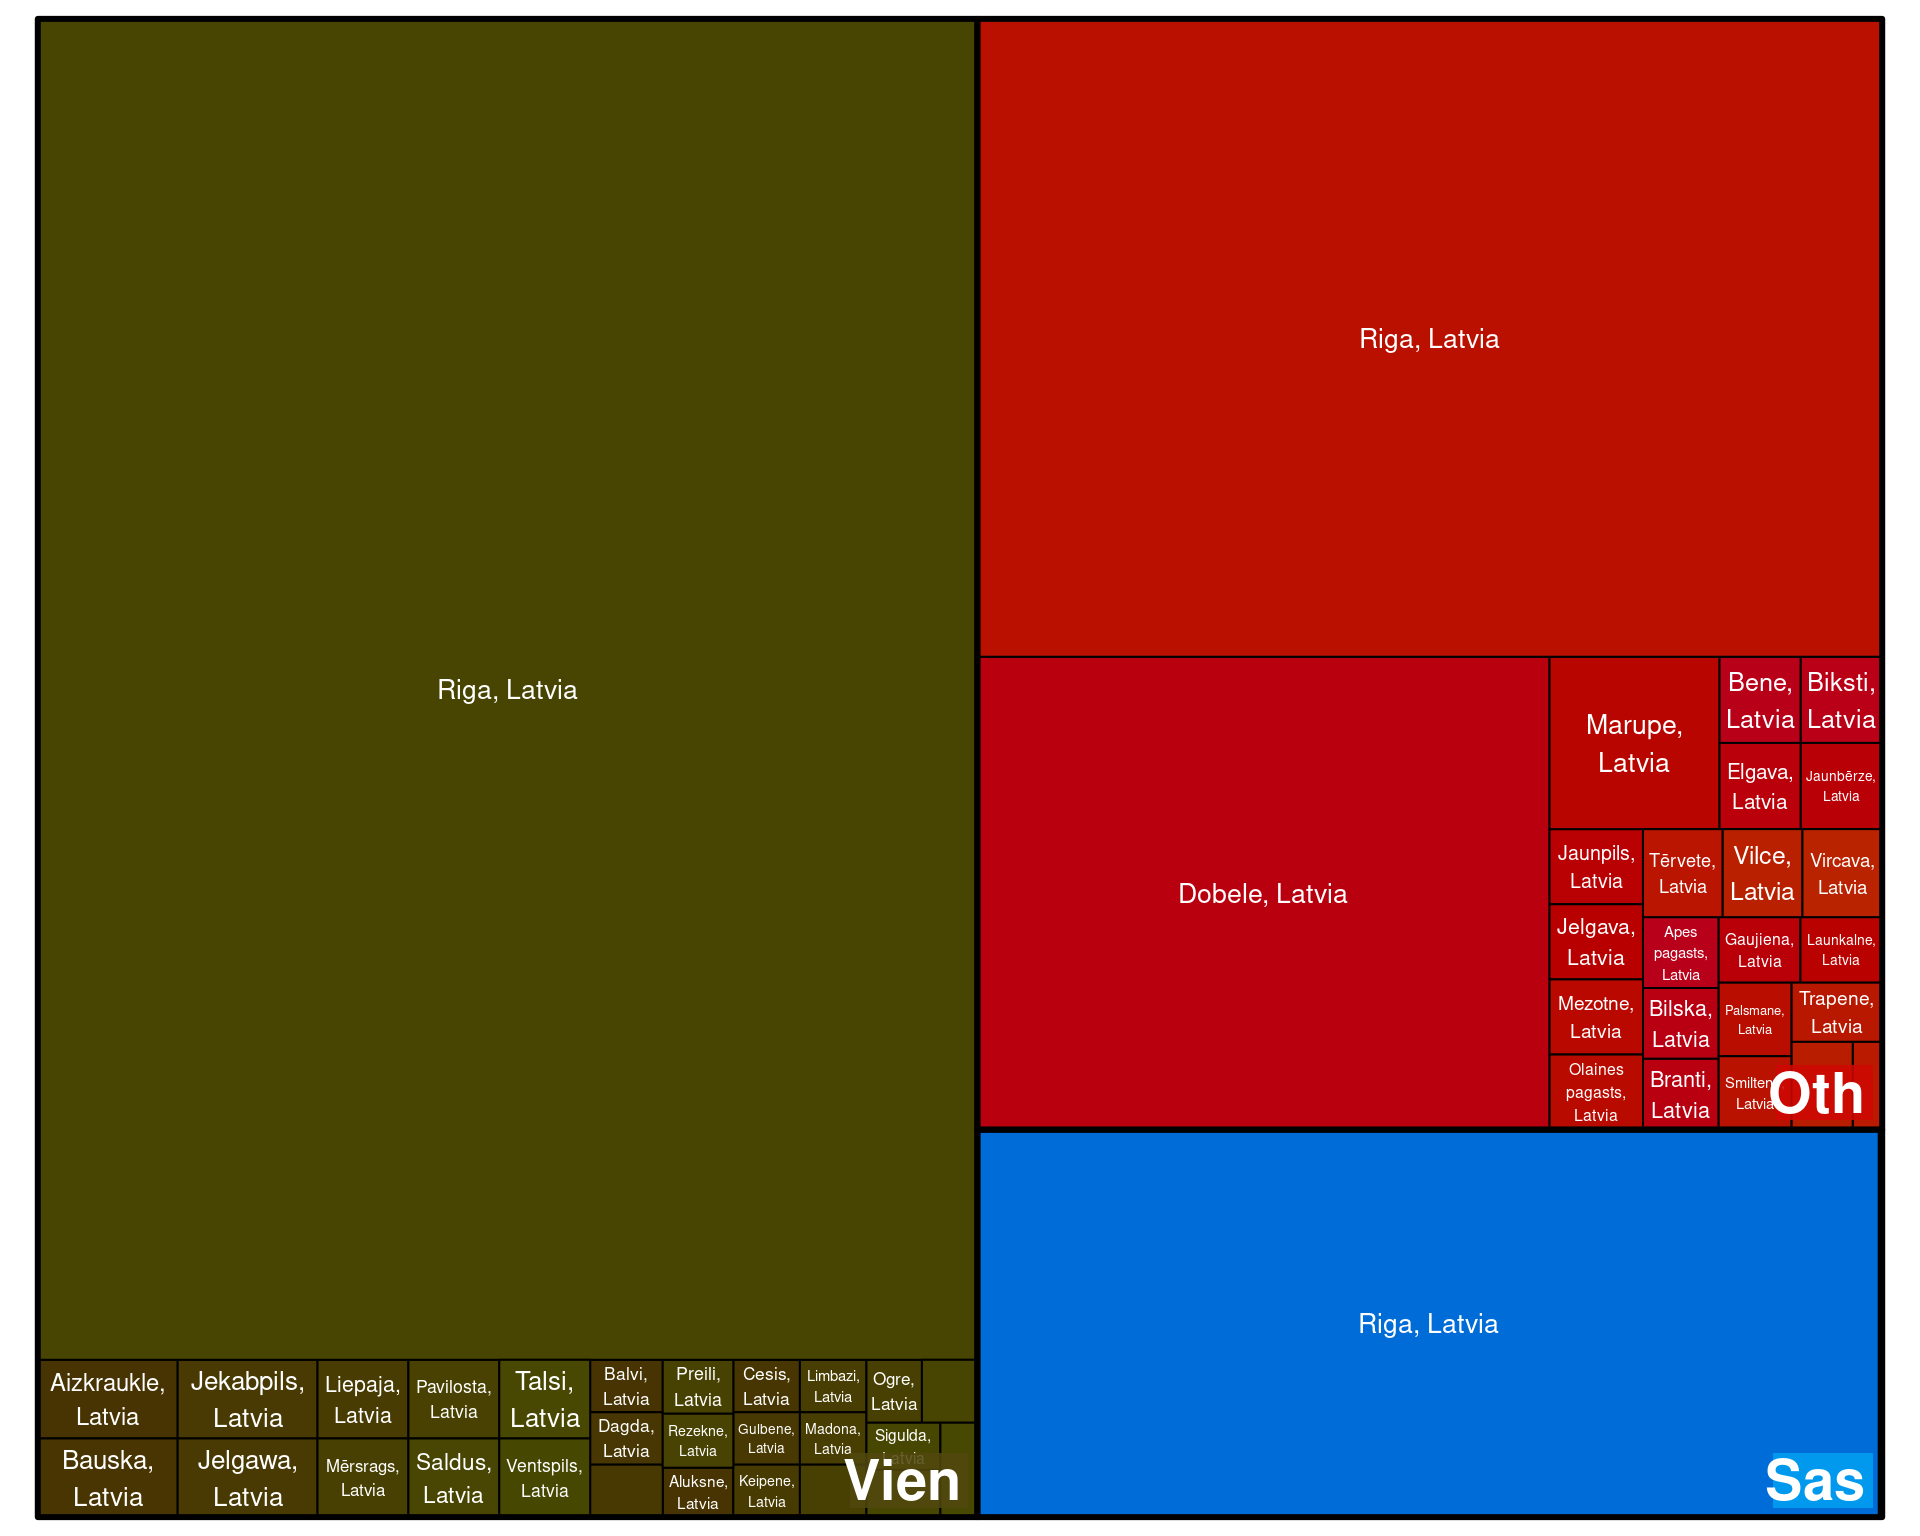 Riga, Latvia
Aizkraukle,
Latvia
Jekabpils,
Latvia
Liepaja,
Latvia
Pavilosta,
Latvia
Talsi,
Latvia
Balvi,
Latvia
Preili,
Latvia
Cesis,
Latvia
Limbazi,
Latvia
Ogre,
Latvia
Dagda,
Latvia
Rezekne,
Latvia
Gulbene,
Latvia
Madona,
Latvia
Sigulda,
Latvia
Bauska,
Latvia
Jelgawa,
Latvia
Mērsrags,
Latvia
Saldus,
Latvia
Ventspils,
Latvia
Aluksne,
Latvia
Keipene,
Latvia
Vien
Riga, Latvia
Dobele, Latvia
Marupe,
Latvia
Bene,
Latvia
Biksti,
Latvia
Elgava,
Latvia
Jaunbērze,
Latvia
Jaunpils,
Latvia
Tērvete,
Latvia
Vilce,
Latvia
Vircava,
Latvia
Jelgava,
Latvia
Apes
pagasts,
Latvia
Gaujiena,
Latvia
Launkalne,
Latvia
Mezotne,
Latvia
Bilska,
Latvia
Palsmane,
Latvia
Trapene,
Latvia
Olaines
pagasts,
Latvia
Branti,
Latvia
Latvia
Oth
Riga, Latvia
Sas